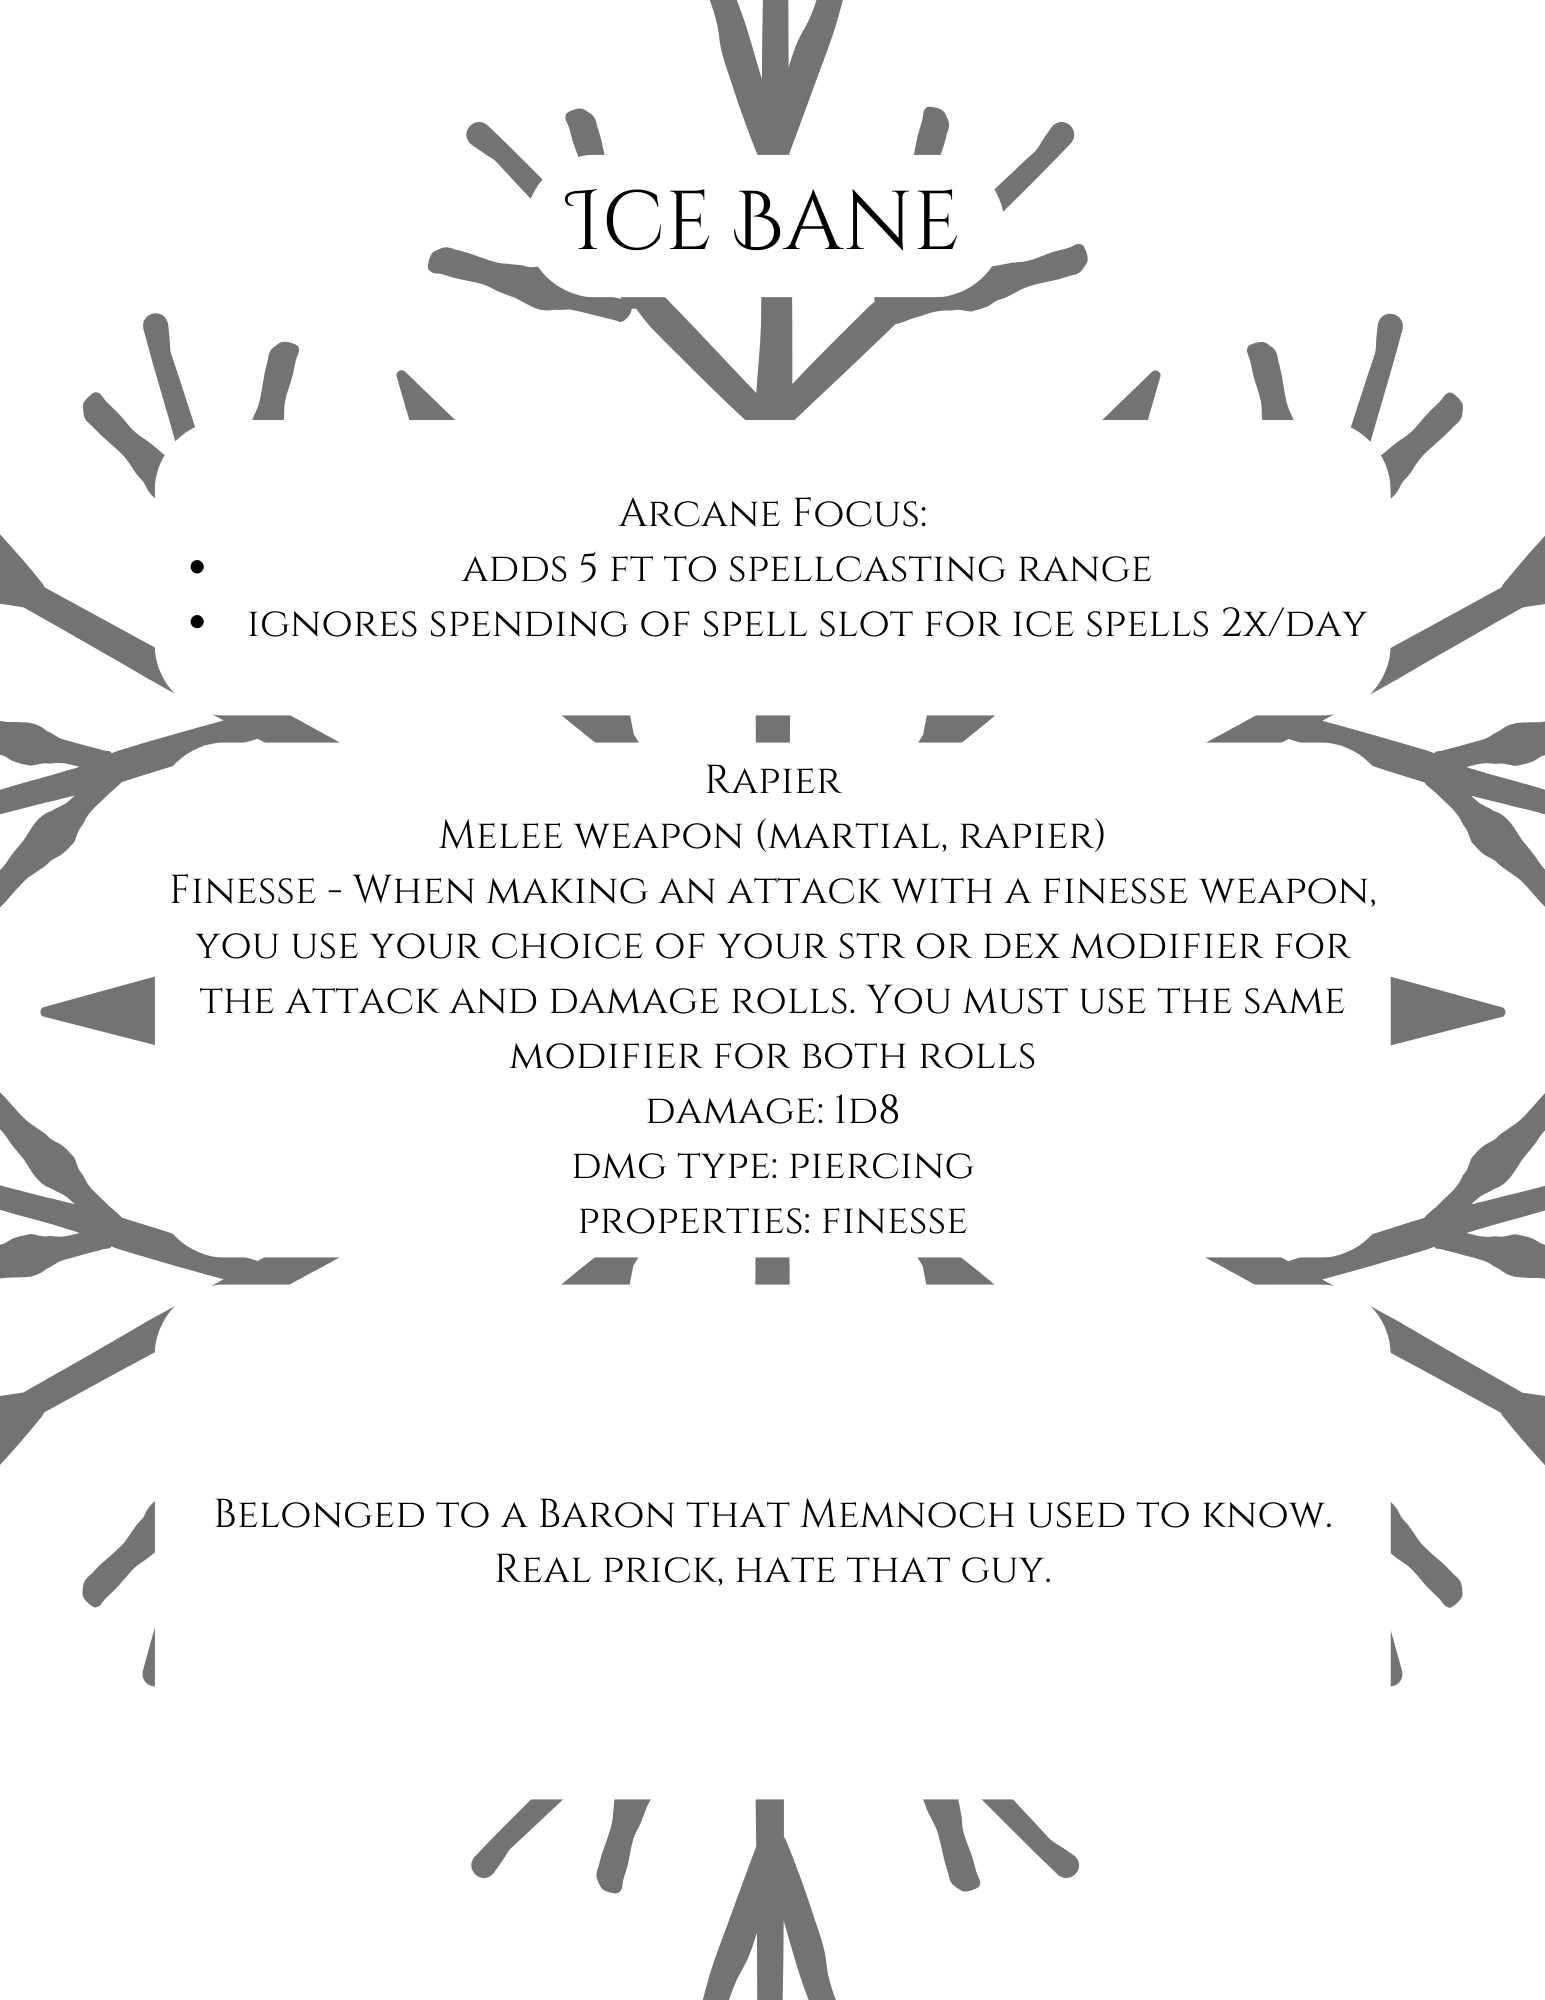 Ice Bane
Arcane Focus:
• adds 5 ft to spellcasting range
• ignores spending of spell slot for ice spells 2x/day
Rapier
Melee weapon (martial, rapier)
Finesse - When making an attack with a finesse weapon,
you use your choice of your str or dex modifier for
the attack and damage rolls. You must use the same
modifier for both rolls
damage: 1d8
dmg type: piercing
properties: finesse
Belonged to a Baron that Memnoch used to know.
Real prick, hate that guy.